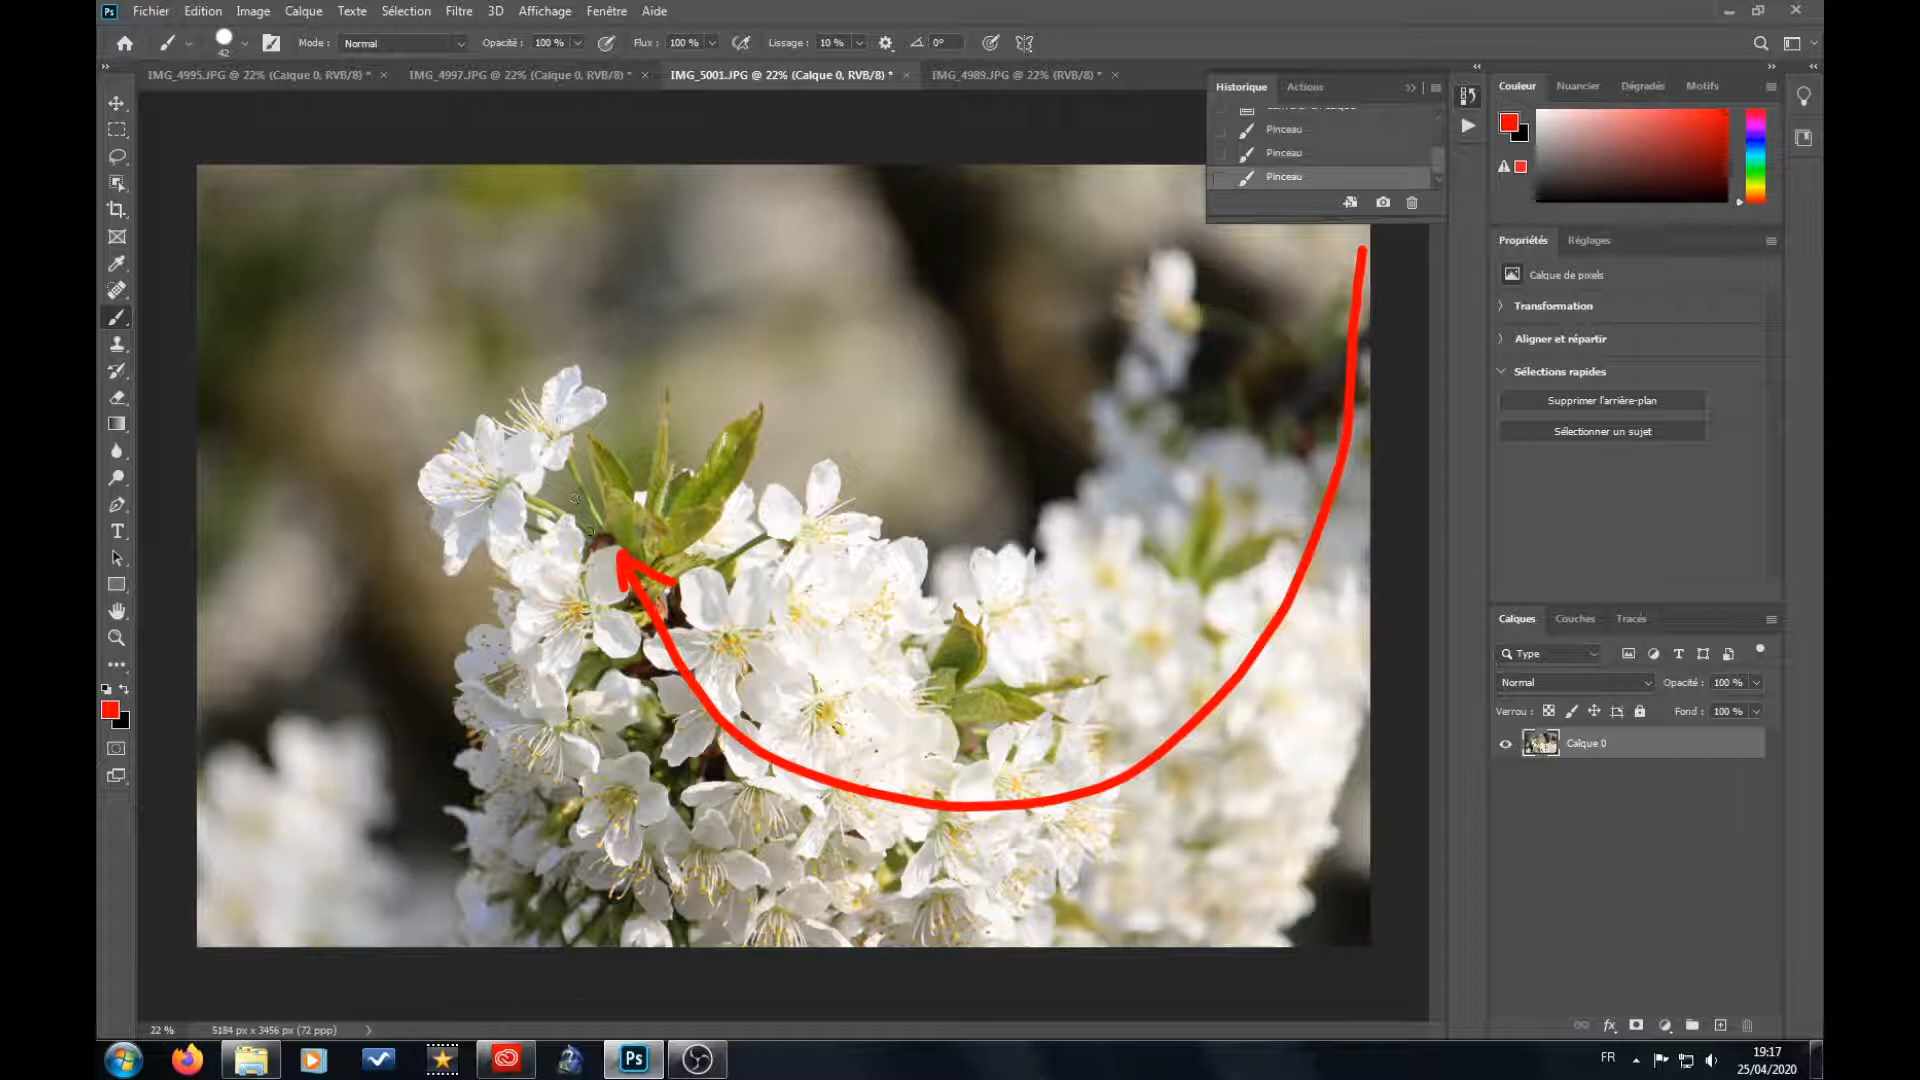 Ps Fichier Edition Image Calque Texte Sélection Filtre 3D Affichage Fenêtre Aide
42 Mode : Normal Opacité : 100 % Flux : 100 % Lissage : 10 % 0°
IMG_4995.JPG @ 22% (Calque 0, RVB/8) * IMG_4997.JPG @ 22% (Calque 0, RVB/8) * IMG_5001.JPG @ 22% (Calque 0, RVB/8) * IMG_4989.JPG @ 22% (RVB/8) *
Historique Actions
Pinceau
Pinceau
Pinceau
Couleur Nuancier Dégradés Motifs
Propriétés Réglages
Calque de pixels
Transformation
Aligner et répartir
Sélections rapides
Supprimer l'arrière-plan
Sélectionner un sujet
Calques Couches Tracés
Type
Normal Opacité : 100 %
Verrou : Fond : 100 %
Calque 0
22 % 5184 px x 3456 px (72 ppp)
Ps
FR 19:17
25/04/2020